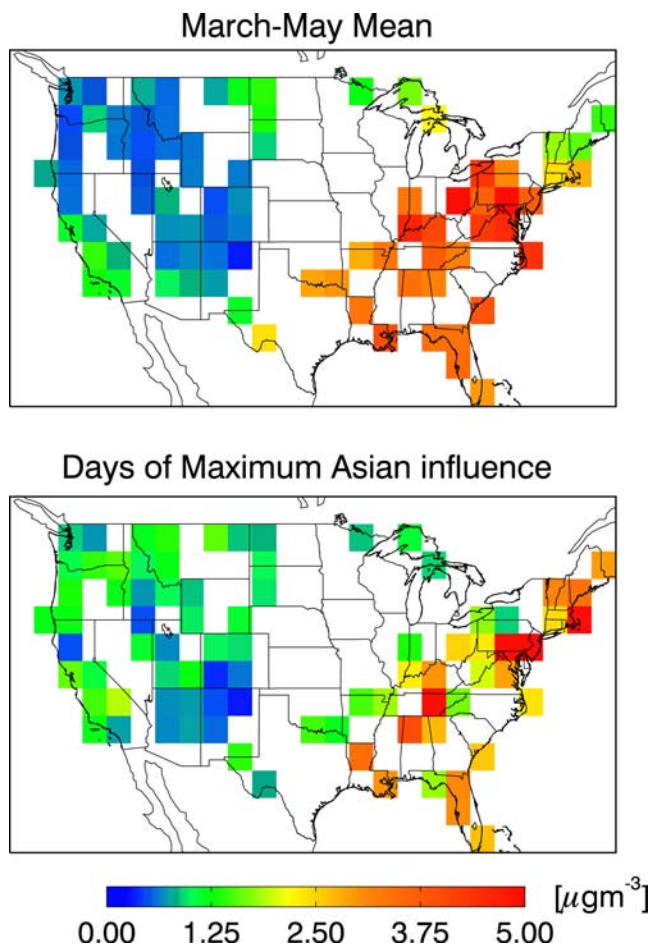 March-May Mean
Days of Maximum Asian influence
[μgm⁻³]
0.00 1.25 2.50 3.75 5.00